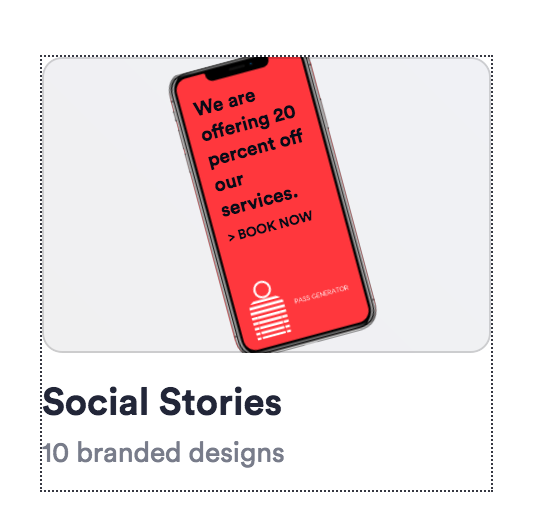 We are
offering 20
percent off
our
services.
> BOOK NOW
PASS GENERATOR
Social Stories
10 branded designs